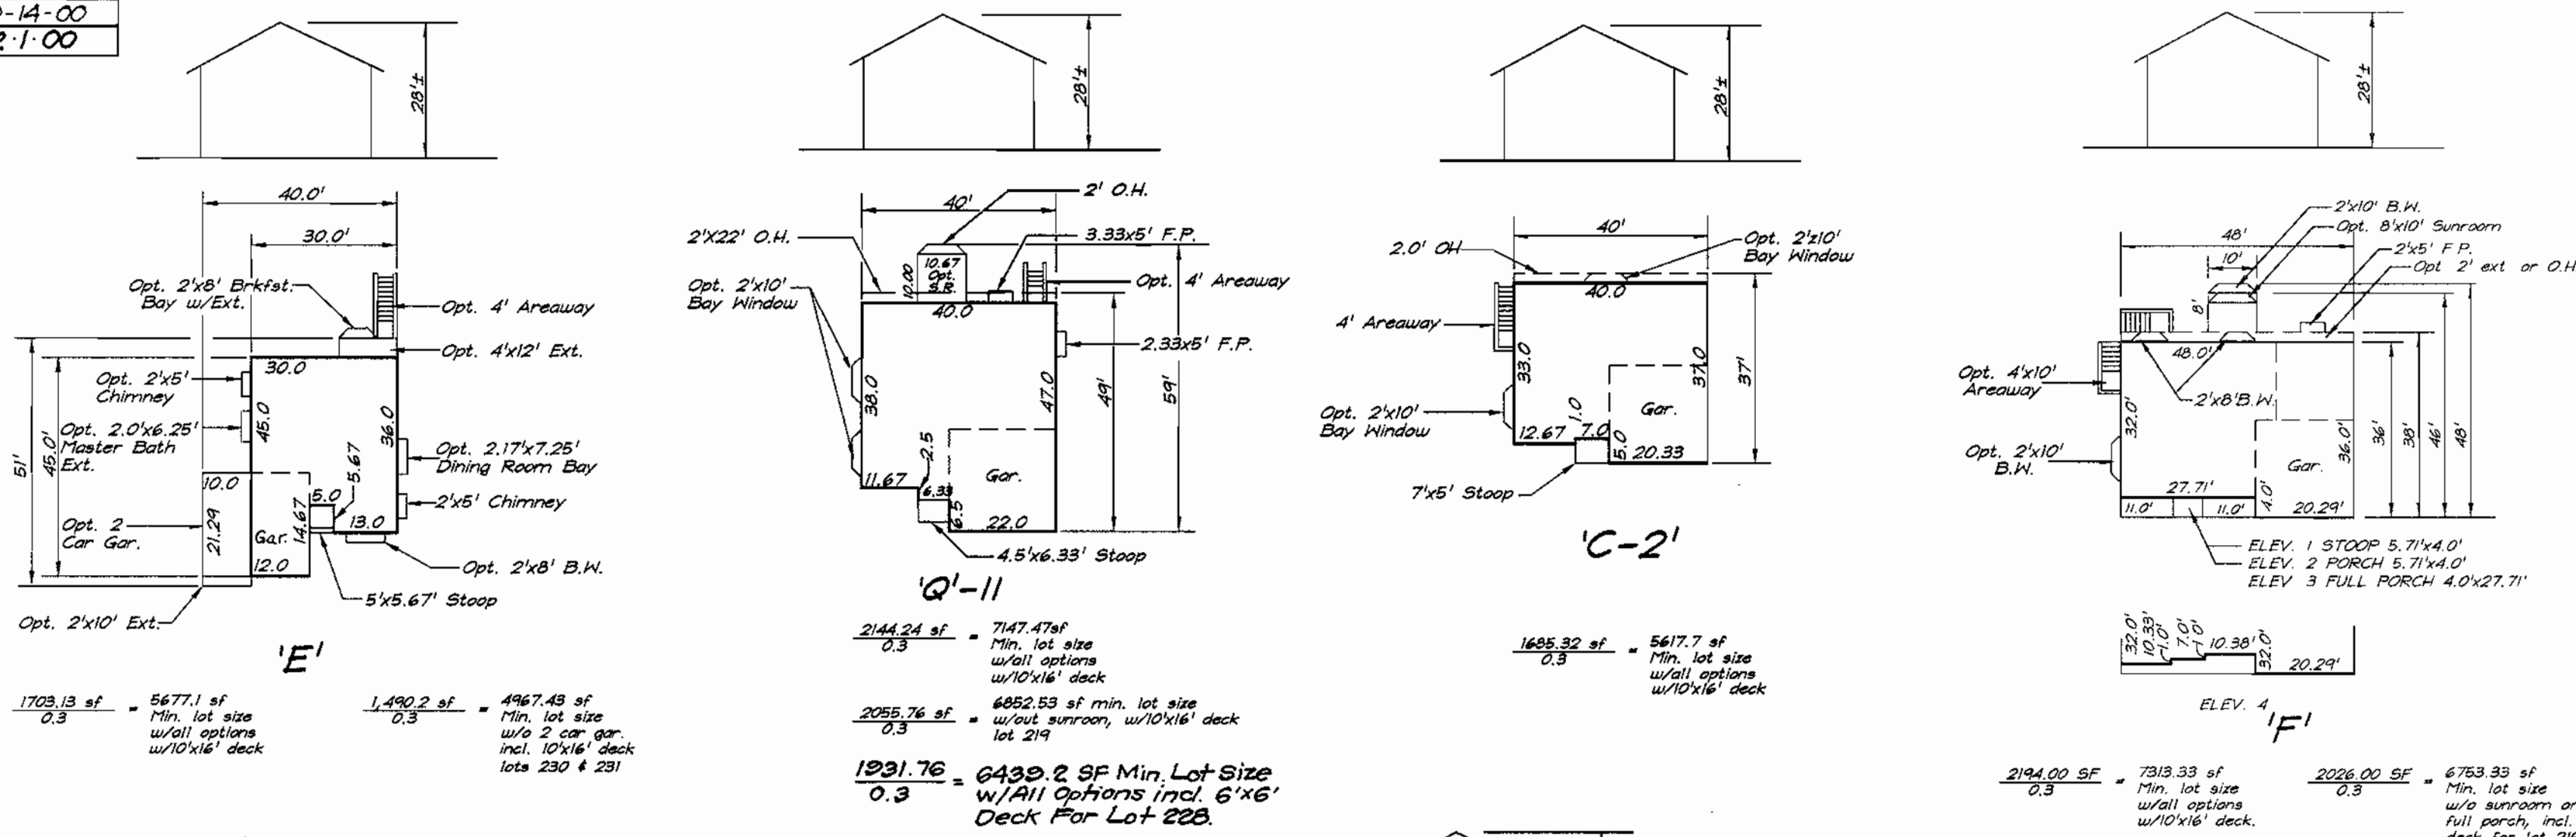 -14-00
1·00
28'±
40.0'
30.0'
Opt. 2'x8' Brkfst.
Bay w/Ext.
Opt. 4' Areaway
Opt. 4'x12' Ext.
30.0
Opt. 2'x5'
Chimney
45.0
36.0
51'
45.0'
Opt. 2.0'x6.25'
Master Bath
Ext.
Opt. 2.17'x7.25'
Dining Room Bay
5.67
10.0
5.0
2'x5' Chimney
Opt. 2
Car Gar.
21.29
Gar.
14.67
13.0
12.0
Opt. 2'x8' B.W.
5'x5.67' Stoop
Opt. 2'x10' Ext.
'E'
1703.13 sf
0.3
= 5677.1 sf
Min. lot size
w/all options
w/10'x16' deck
1,490.2 sf
0.3
= 4967.43 sf
Min. lot size
w/o 2 car gar.
incl. 10'x16' deck
lots 230 & 231
28'±
2' O.H.
40'
2'X22' O.H.
3.33x5' F.P.
10.67
Opt.
S.R.
10.00
Opt. 2'x10'
Bay Window
Opt. 4' Areaway
40.0
2.33x5' F.P.
38.0
47.0
49'
59'
2.5
11.67
6.33
6.5
Gar.
22.0
4.5'x6.33' Stoop
'Q'-11
2144.24 sf
0.3
= 7147.47sf
Min. lot size
w/all options
w/10'x16' deck
2055.76 sf
0.3
= 6852.53 sf min. lot size
w/out sunroon, w/10'x16' deck
lot 219
1931.76
0.3
= 6439.2 SF Min. Lot Size
w/All Options incl. 6'x6'
Deck For Lot 228.
28'±
40'
2.0' OH
Opt. 2'x10'
Bay Window
40.0
4' Areaway
33.0
37.0
37'
Opt. 2'x10'
Bay Window
1.0
Gar.
12.67
7.0
5.0
20.33
7'x5' Stoop
'C-2'
1685.32 sf
0.3
= 5617.7 sf
Min. lot size
w/all options
w/10'x16' deck
28'±
2'x10' B.W.
Opt. 8'x10' Sunroom
48'
2'x5' F.P.
10'
Opt 2' ext or O.H
8'
48.0'
Opt. 4'x10'
Areaway
2'x8'B.W.
32.0'
36.0'
36'
38'
46'
48'
Opt. 2'x10'
B.W.
Gar.
27.71'
4.0'
11.0'
11.0'
20.29'
ELEV. 1 STOOP 5.71'x4.0'
ELEV. 2 PORCH 5.71'x4.0'
ELEV 3 FULL PORCH 4.0'x27.71'
32.0'
10.33'
1.0'
7.0'
1.0'
10.38'
32.0'
20.29'
ELEV. 4
'F'
2194.00 SF
0.3
= 7313.33 sf
Min. lot size
w/all options
w/10'x16' deck.
2026.00 SF
0.3
= 6753.33 sf
Min. lot size
w/o sunroom or
full porch, incl.